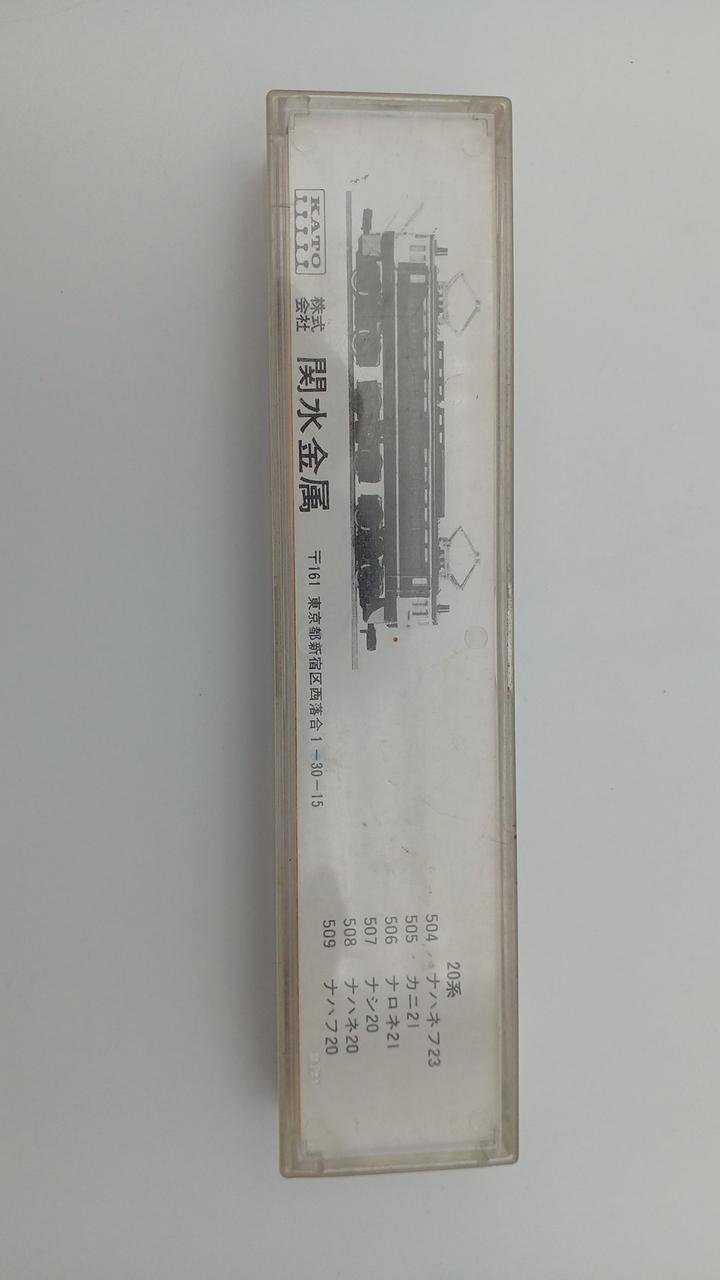 20系
504 ナハネフ23
505 カニ21
506 ナロネ21
507 ナシ20
508 ナハネ20
509 ナハフ20
KATO
株式会社 関水金属 〒161 東京都新宿区西落合1-30-15